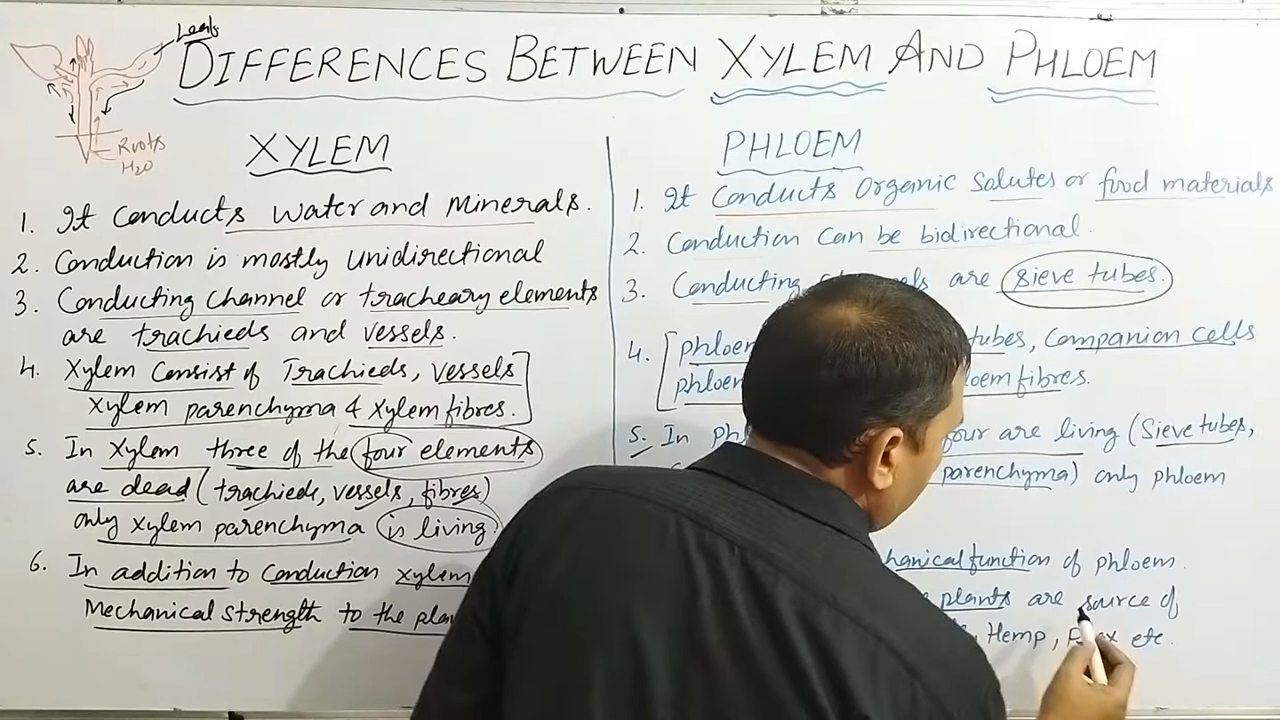 Leafs
DIFFERENCES BETWEEN XYLEM AND PHLOEM
Roots
H2O
XYLEM
1. It Conducts Water and Minerals.
2. Conduction is mostly Unidirectional
3. Conducting channel or tracheary elements
are trachieds and vessels.
4. Xylem Consist of Trachieds, vessels
Xylem parenchyma & Xylem fibres.
5. In Xylem three of the four elements
are dead (trachieds, vessels, fibres)
only Xylem parenchyma is living.
6. In addition to Conduction xylem
Mechanical strength to the
PHLOEM
1. It Conducts Organic Solutes or food materials
2. Conduction Can be bidirectional.
3. Conducting are sieve tubes.
4. tubes, Companion cells
fibres.
5. In four are living (Sieve tubes,
parenchyma) only phloem
function of phloem.
plants are source of
Hemp, etc.